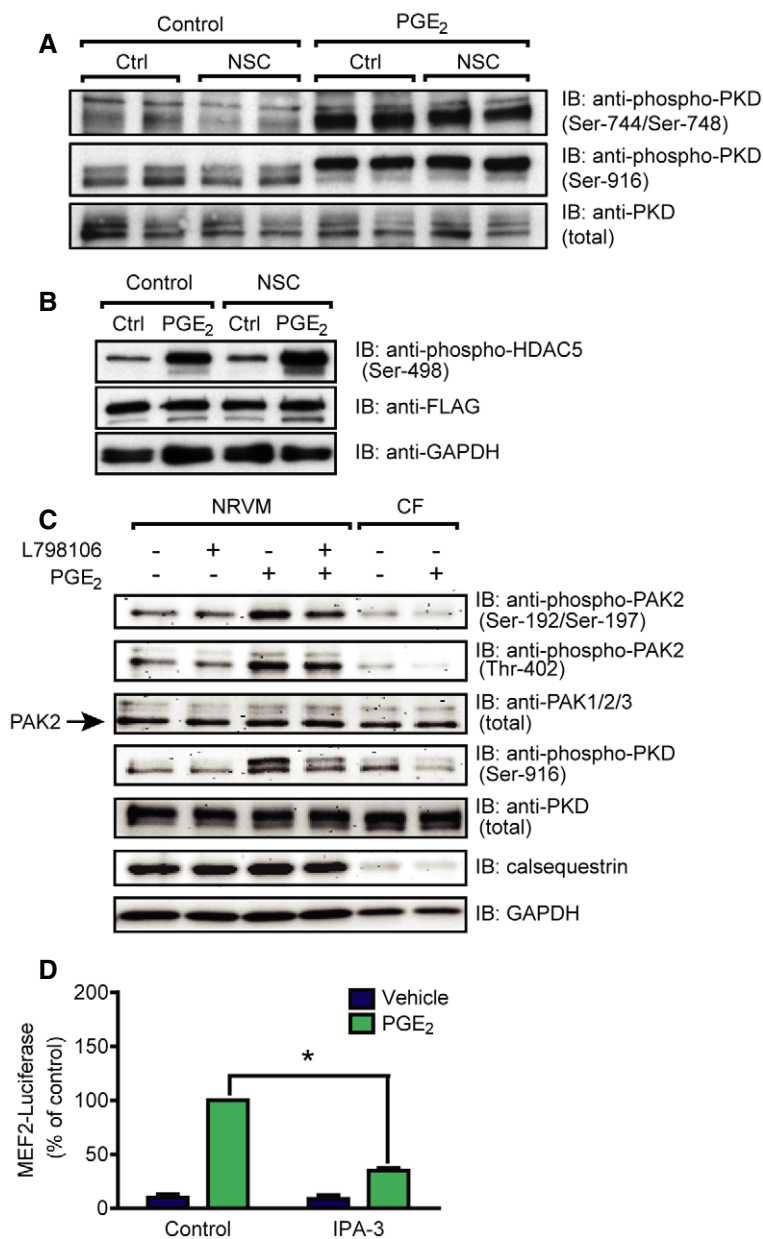 A
Control PGE2
Ctrl NSC Ctrl NSC
IB: anti-phospho-PKD
(Ser-744/Ser-748)
IB: anti-phospho-PKD
(Ser-916)
IB: anti-PKD
(total)
B
Control NSC
Ctrl PGE2 Ctrl PGE2
IB: anti-phospho-HDAC5
(Ser-498)
IB: anti-FLAG
IB: anti-GAPDH
C
NRVM CF
L798106 - + - + - -
PGE2 - - + + - +
IB: anti-phospho-PAK2
(Ser-192/Ser-197)
IB: anti-phospho-PAK2
(Thr-402)
PAK2
IB: anti-PAK1/2/3
(total)
IB: anti-phospho-PKD
(Ser-916)
IB: anti-PKD
(total)
IB: calsequestrin
IB: GAPDH
D
MEF2-Luciferase
(% of control)
200
150
100
50
0
Vehicle
PGE2
*
Control IPA-3